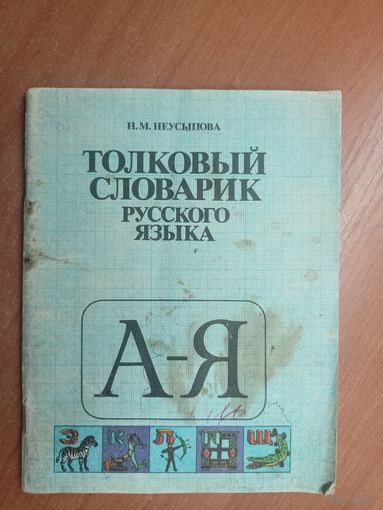 Н. М. НЕУСЫПОВА
ТОЛКОВЫЙ
СЛОВАРИК
РУССКОГО
ЯЗЫКА
А-Я
З К Л Н Ш